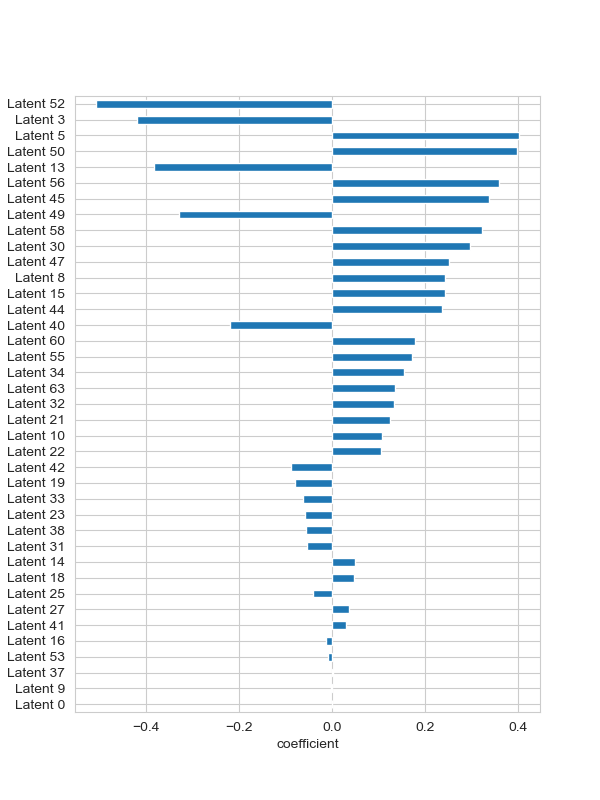 Latent 52
Latent 3
Latent 5
Latent 50
Latent 13
Latent 56
Latent 45
Latent 49
Latent 58
Latent 30
Latent 47
Latent 8
Latent 15
Latent 44
Latent 40
Latent 60
Latent 55
Latent 34
Latent 63
Latent 32
Latent 21
Latent 10
Latent 22
Latent 42
Latent 19
Latent 33
Latent 23
Latent 38
Latent 31
Latent 14
Latent 18
Latent 25
Latent 27
Latent 41
Latent 16
Latent 53
Latent 37
Latent 9
Latent 0
−0.4 −0.2 0.0 0.2 0.4
coefficient